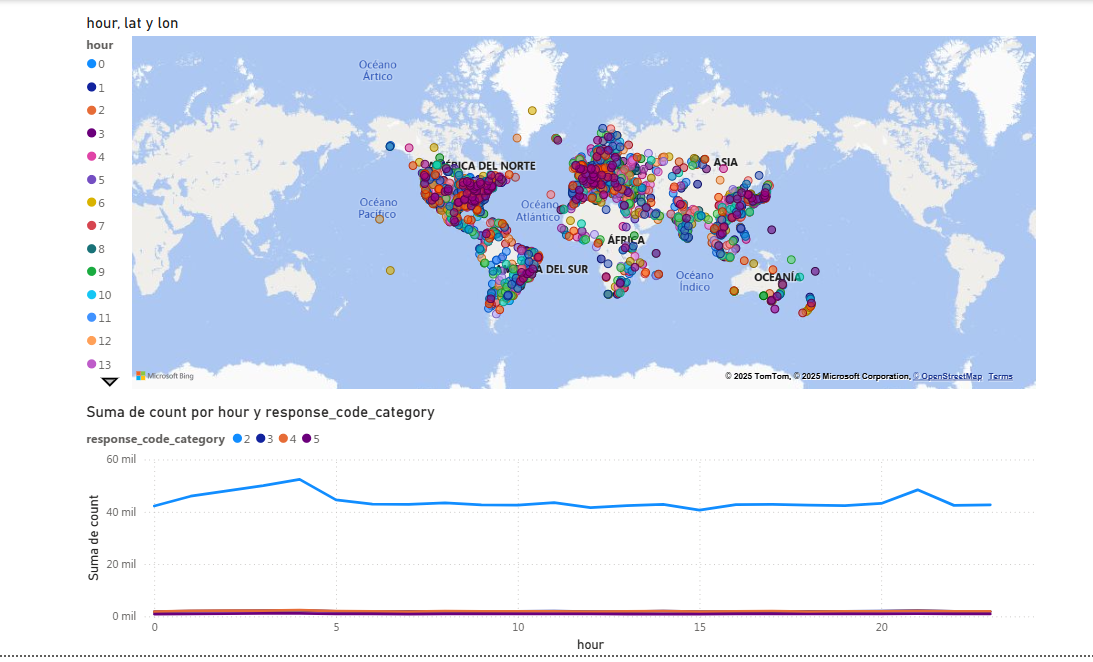 hour, lat y lon
hour
0
1
2
3
4
5
6
7
8
9
10
11
12
13
Océano
Ártico
AMÉRICA DEL NORTE
ASIA
Océano
Pacífico
Océano
Atlántico
ÁFRICA
DEL SUR
Océano
Índico
OCEANÍA
Microsoft Bing
© 2025 TomTom, © 2025 Microsoft Corporation, © OpenStreetMap Terms
Suma de count por hour y response_code_category
response_code_category 2 3 4 5
Suma de count
60 mil
40 mil
20 mil
0 mil
0 5 10 15 20
hour